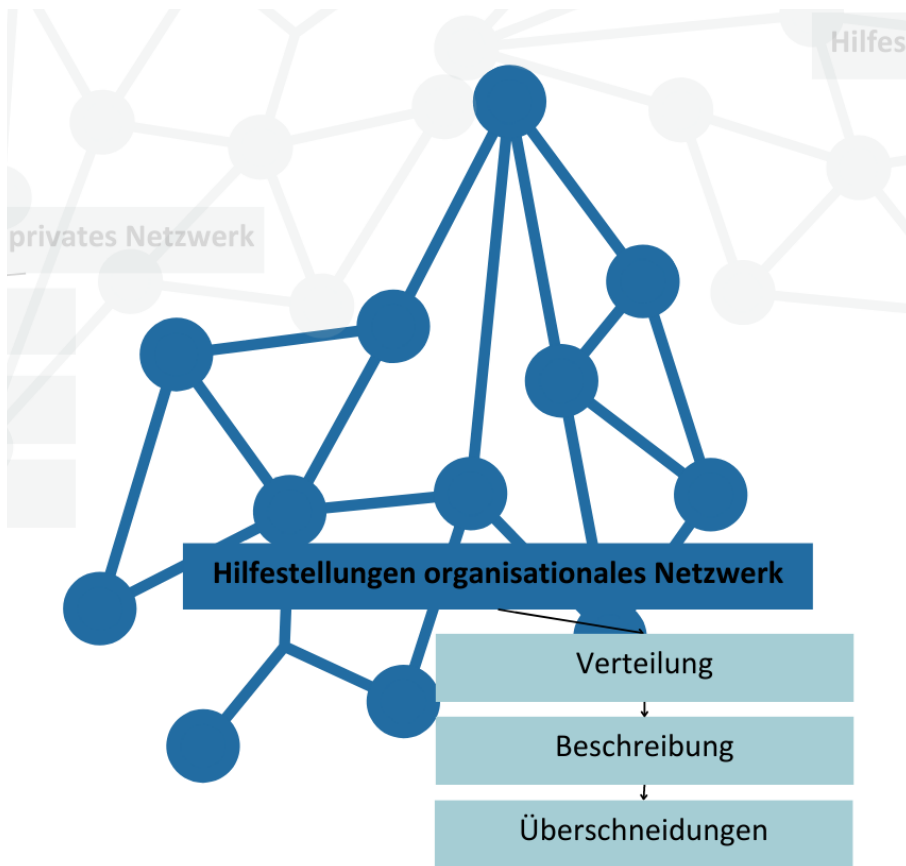 Hilfes
privates Netzwerk
Hilfestellungen organisationales Netzwerk
Verteilung
Beschreibung
Überschneidungen